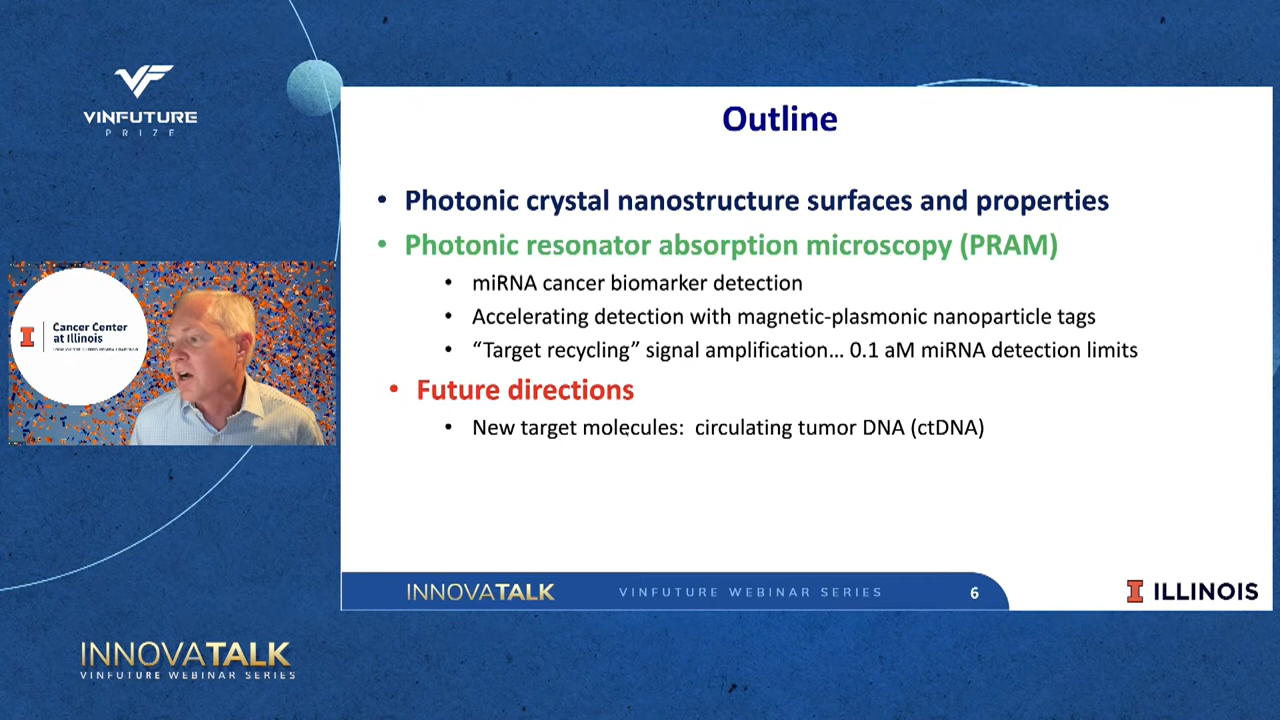 VINFUTURE
PRIZE
Cancer Center
at Illinois
Outline
• Photonic crystal nanostructure surfaces and properties
• Photonic resonator absorption microscopy (PRAM)
• miRNA cancer biomarker detection
• Accelerating detection with magnetic-plasmonic nanoparticle tags
• “Target recycling” signal amplification… 0.1 aM miRNA detection limits
• Future directions
• New target molecules: circulating tumor DNA (ctDNA)
INNOVATALK
VINFUTURE WEBINAR SERIES
6
ILLINOIS
INNOVATALK
VINFUTURE WEBINAR SERIES